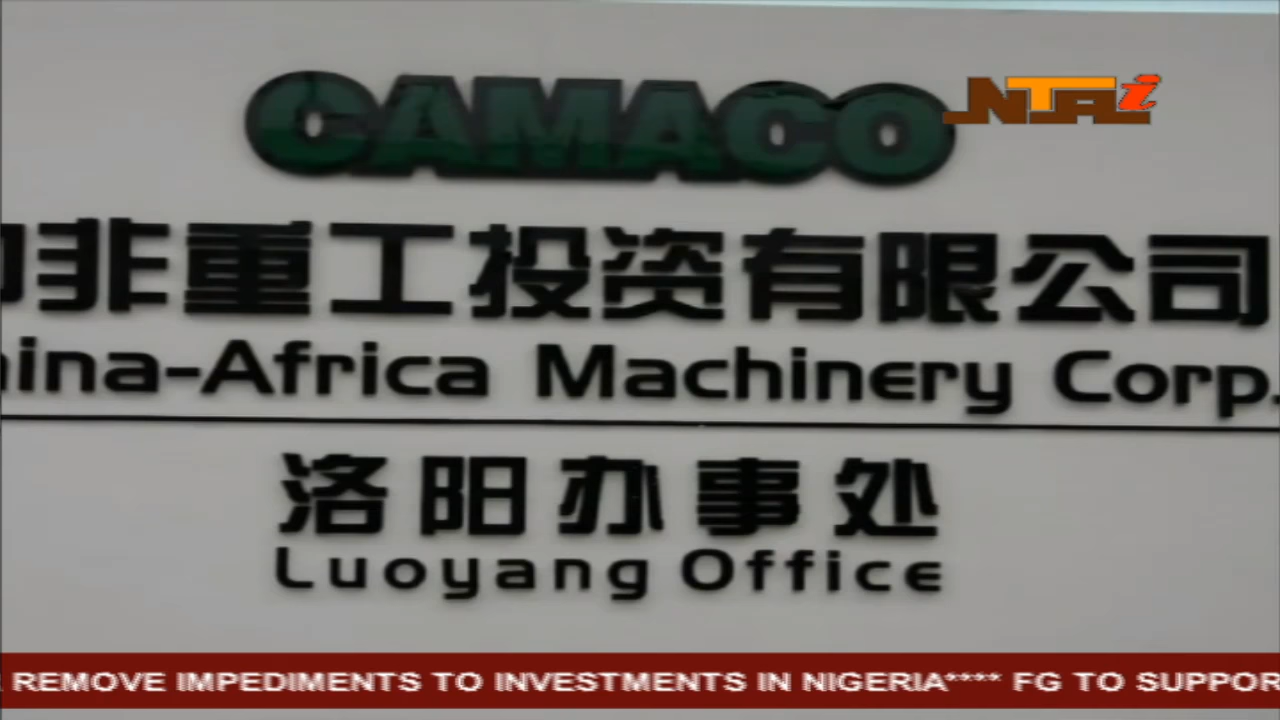 CAMACO
NTAi
非重工投资有限公司
ina-Africa Machinery Corp.
洛阳办事处
Luoyang Office
REMOVE IMPEDIMENTS TO INVESTMENTS IN NIGERIA**** FG TO SUPPOR